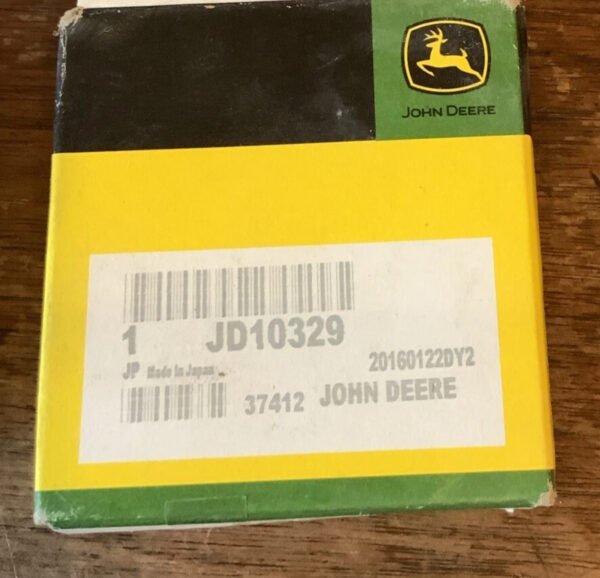 JOHN DEERE
1 JD10329
JP Made In Japan 20160122DY2
37412 JOHN DEERE